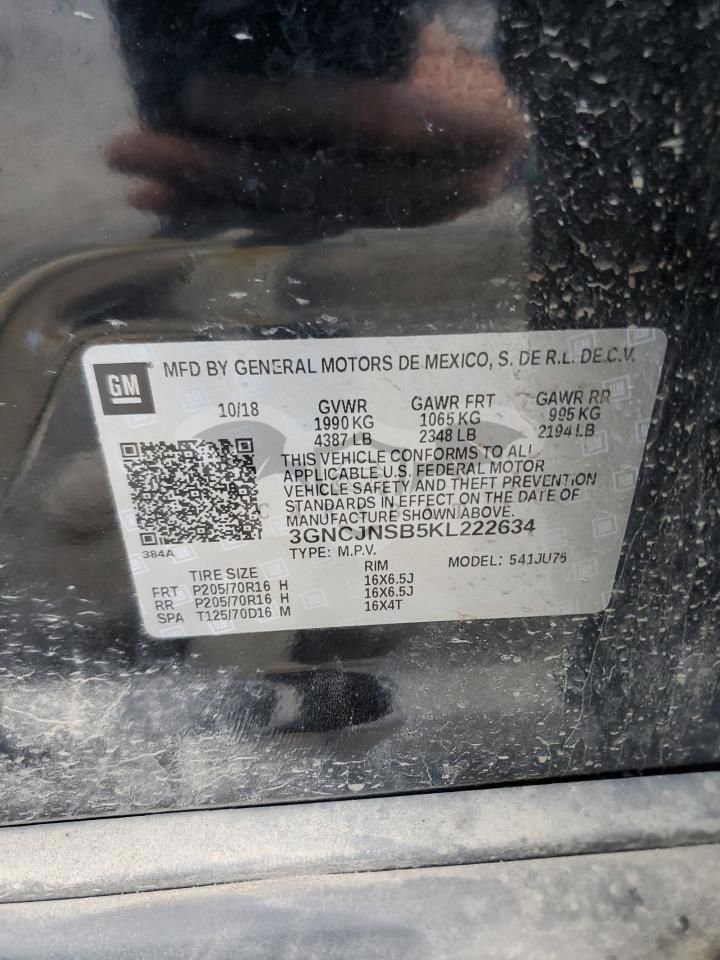 GM
MFD BY GENERAL MOTORS DE MEXICO, S. DE R.L. DE C.V.
10/18 GVWR GAWR FRT GAWR RR
1990 KG 1065 KG 995 KG
4387 LB 2348 LB 2194 LB
THIS VEHICLE CONFORMS TO ALL
APPLICABLE U.S. FEDERAL MOTOR
VEHICLE SAFETY AND THEFT PREVENTION
STANDARDS IN EFFECT ON THE DATE OF
MANUFACTURE SHOWN ABOVE.
3GNCJNSB5KL222634
384A
TYPE: M.P.V. MODEL: 541JU76
TIRE SIZE RIM
FRT P205/70R16 H 16X6.5J
RR P205/70R16 H 16X6.5J
SPA T125/70D16 M 16X4T